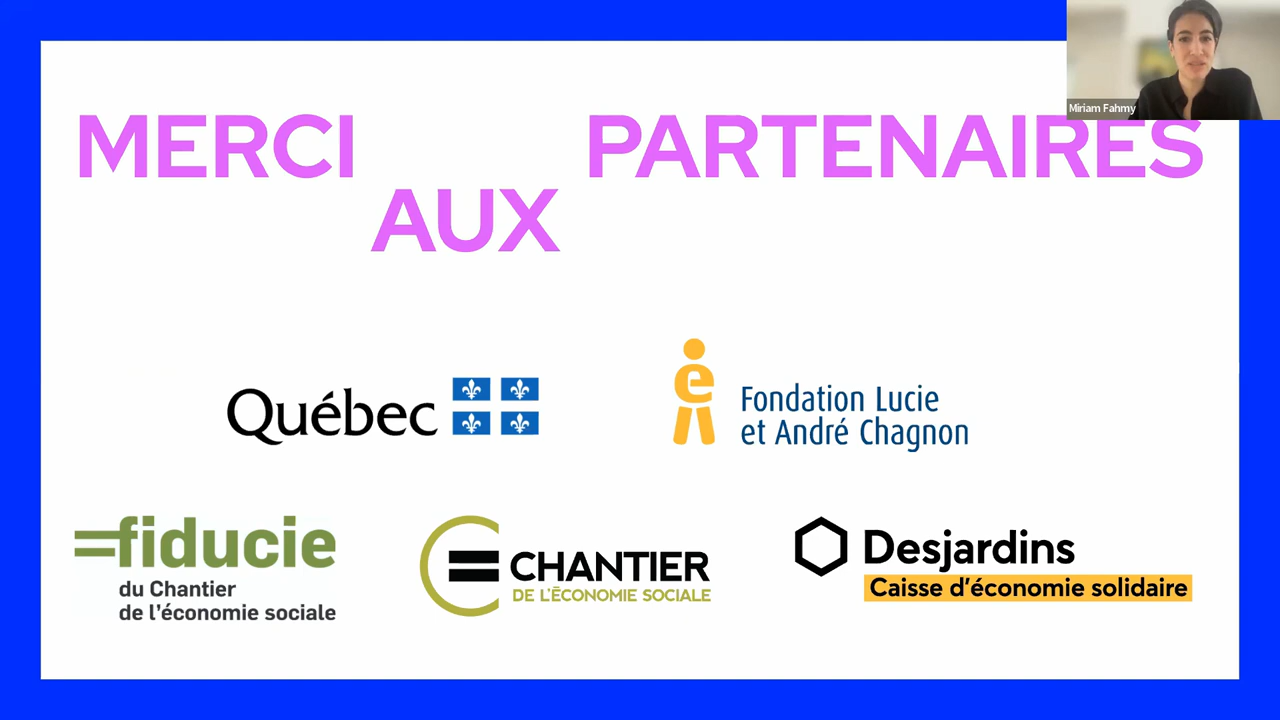 Miriam Fahmy
MERCI PARTENAIRES
AUX
Québec
Fondation Lucie
et André Chagnon
fiducie
du Chantier
de l'économie sociale
CHANTIER
DE L'ÉCONOMIE SOCIALE
Desjardins
Caisse d'économie solidaire